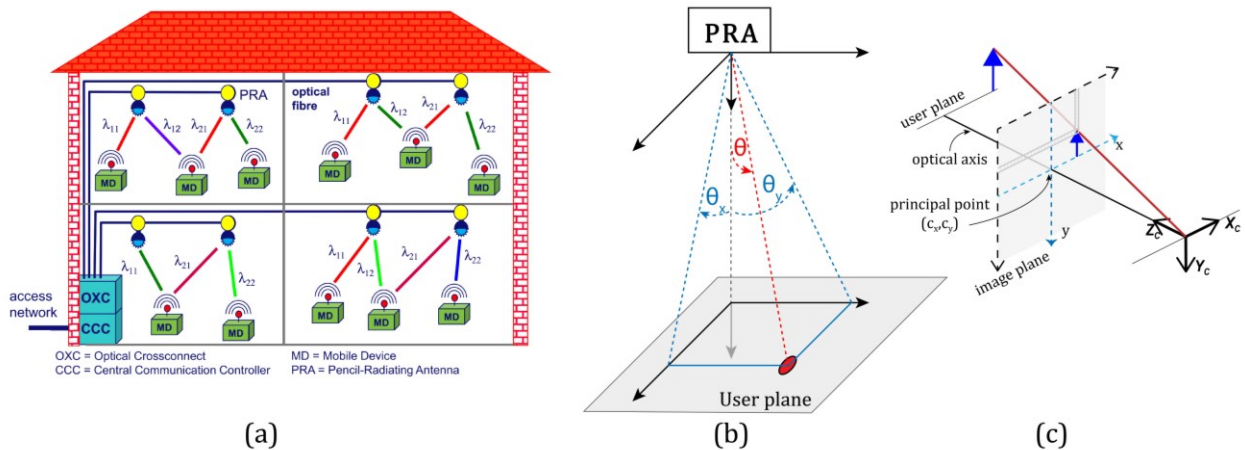 PRA
optical
fibre
λ11
λ12
λ21
λ22
MD
MD
MD
λ11
λ12
λ21
λ22
MD
MD
MD
λ11
λ21
λ22
MD
MD
λ11
λ12
λ21
λ22
MD
MD
MD
OXC
CCC
access
network
OXC = Optical Crossconnect
CCC = Central Communication Controller
MD = Mobile Device
PRA = Pencil-Radiating Antenna
(a)
PRA
θ
θx
θy
User plane
(b)
user plane
optical axis
principal point
(cx,cy)
image plane
x
y
Zc
Xc
Yc
(c)